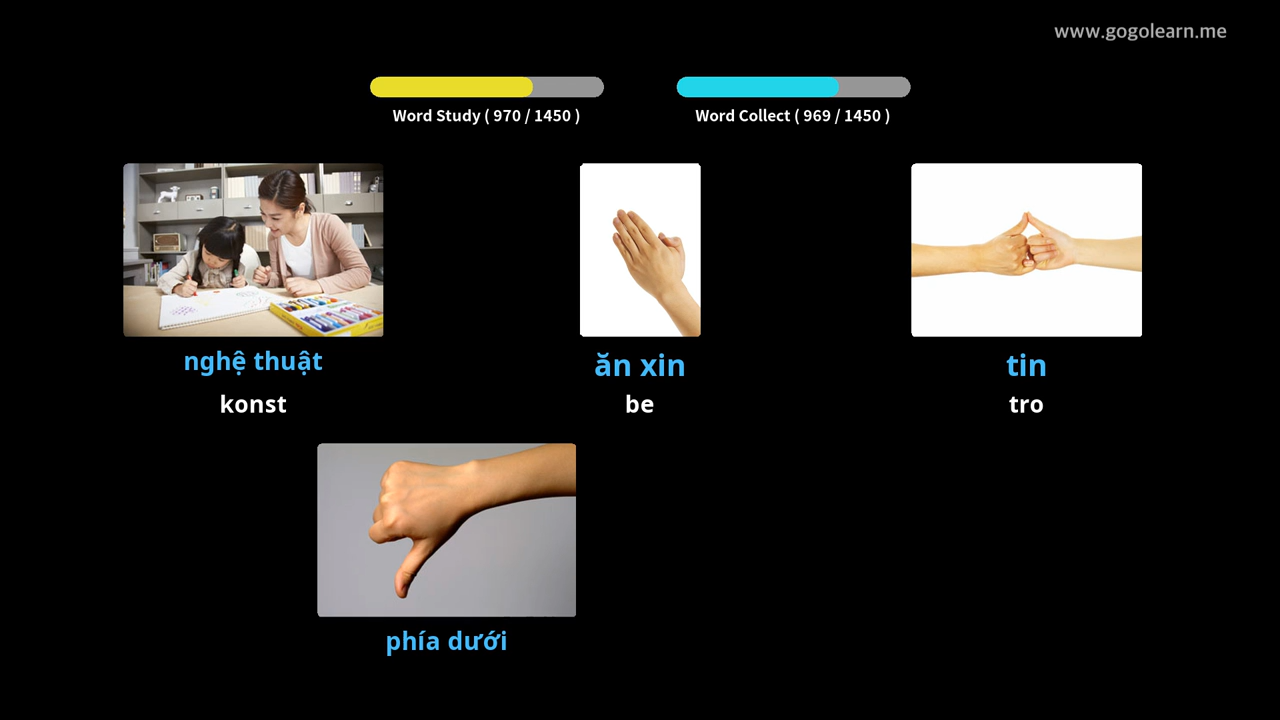 www.gogolearn.me
Word Study ( 970 / 1450 )
Word Collect ( 969 / 1450 )
nghệ thuật
ăn xin
tin
konst
be
tro
phía dưới